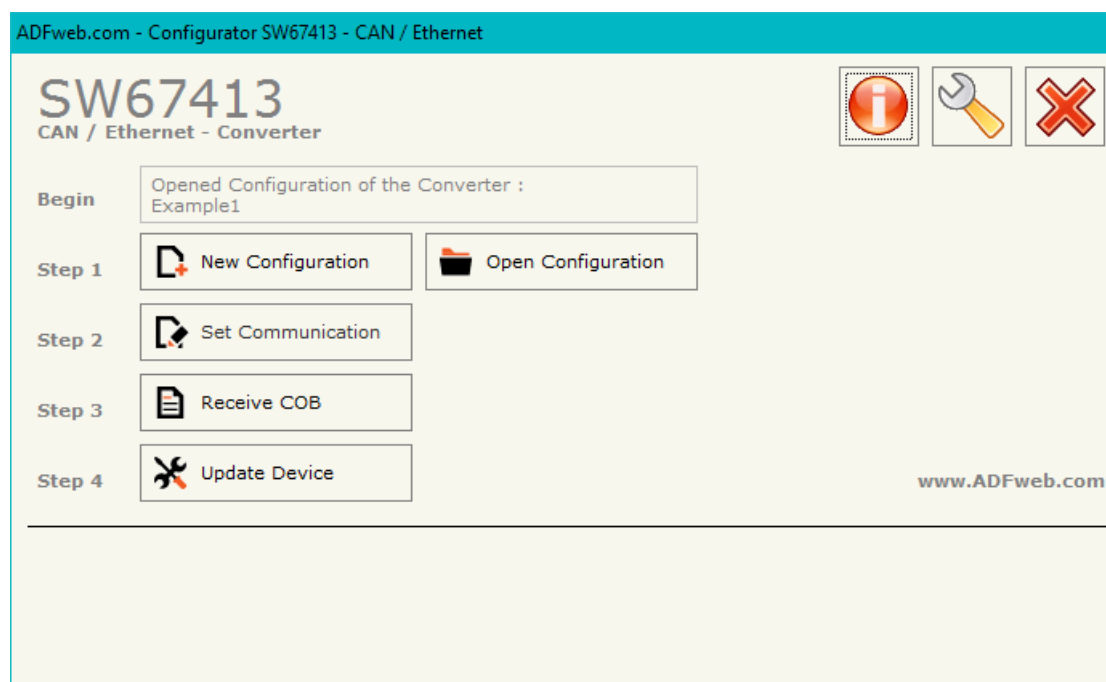 ADFweb.com - Configurator SW67413 - CAN / Ethernet
SW67413
CAN / Ethernet - Converter
Begin
Opened Configuration of the Converter :
Example1
Step 1
New Configuration
Open Configuration
Step 2
Set Communication
Step 3
Receive COB
Step 4
Update Device
www.ADFweb.com